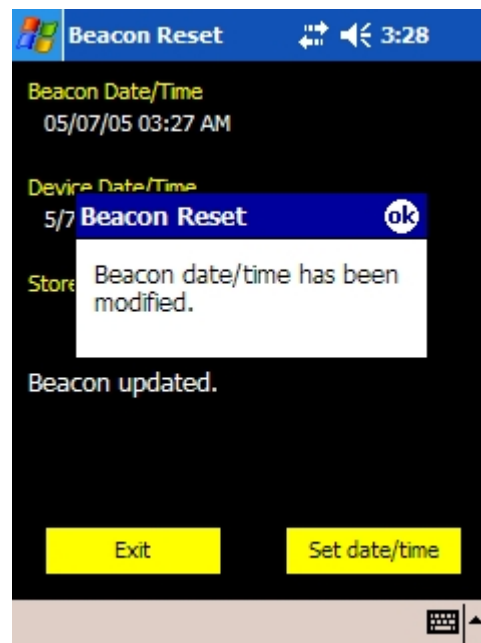 Beacon Reset 3:28
Beacon Date/Time
05/07/05 03:27 AM
Device Date/Time
5/7
Beacon Reset ok
Store
Beacon date/time has been
modified.
Beacon updated.
Exit Set date/time